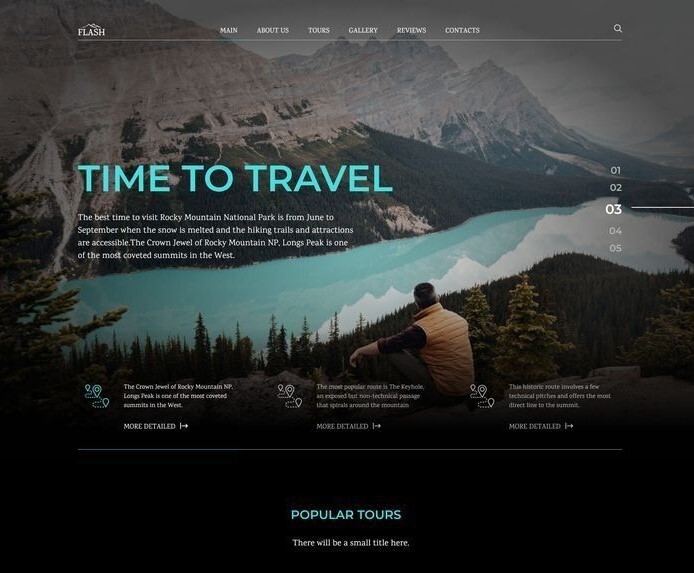 FLASH
MAIN ABOUT US TOURS GALLERY REVIEWS CONTACTS
TIME TO TRAVEL
The best time to visit Rocky Mountain National Park is from June to
September when the snow is melted and the hiking trails and attractions
are accessible.The Crown Jewel of Rocky Mountain NP, Longs Peak is one
of the most coveted summits in the West.
01
02
03
04
05
The Crown Jewel of Rocky Mountain NP,
Longs Peak is one of the most coveted
summits in the West.
MORE DETAILED
The most popular route is The Keyhole,
an exposed but non-technical passage
that spirals around the mountain
MORE DETAILED
This historic route involves a few
technical pitches and offers the most
direct line to the summit.
MORE DETAILED
POPULAR TOURS
There will be a small title here.